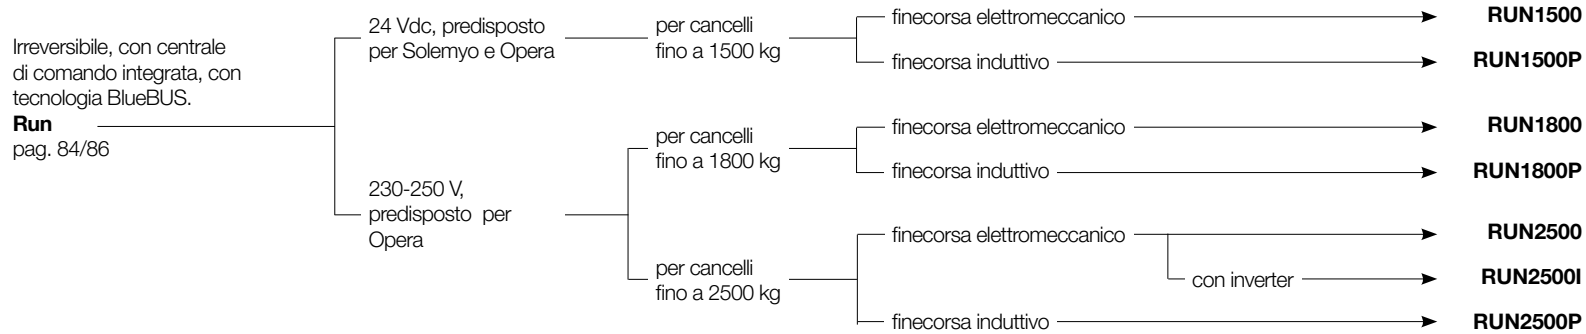 Irreversibile, con centrale
di comando integrata, con
tecnologia BlueBUS.
Run
pag. 84/86
24 Vdc, predisposto
per Solemyo e Opera
per cancelli
fino a 1500 kg
finecorsa elettromeccanico
RUN1500
finecorsa induttivo
RUN1500P
230-250 V,
predisposto per
Opera
per cancelli
fino a 1800 kg
finecorsa elettromeccanico
RUN1800
finecorsa induttivo
RUN1800P
per cancelli
fino a 2500 kg
finecorsa elettromeccanico
RUN2500
con inverter
RUN2500I
finecorsa induttivo
RUN2500P